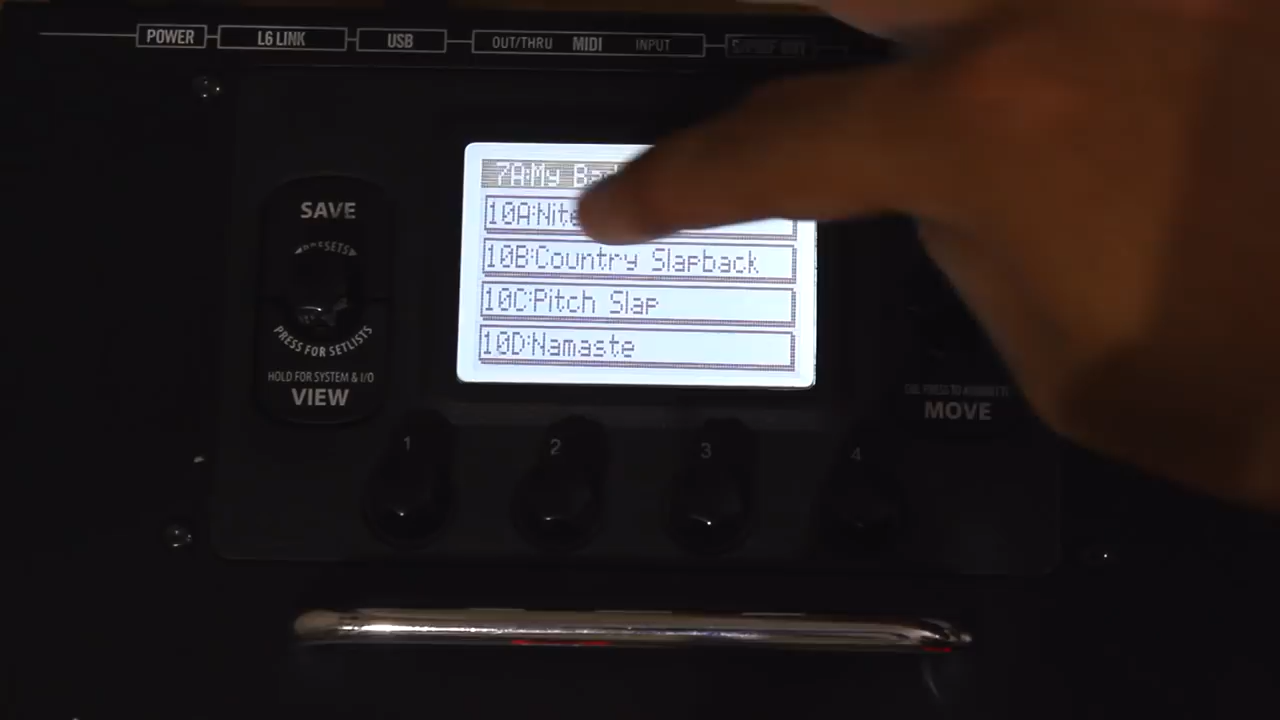 POWER L6 LINK USB OUT/THRU MIDI INPUT
7A:My
SAVE
PRESETS
PRESS FOR SETLISTS
HOLD FOR SYSTEM & I/O
VIEW
10A:Nite
10B:Country Slapback
10C:Pitch Slap
10D:Namaste
MOVE
1 2 3 4